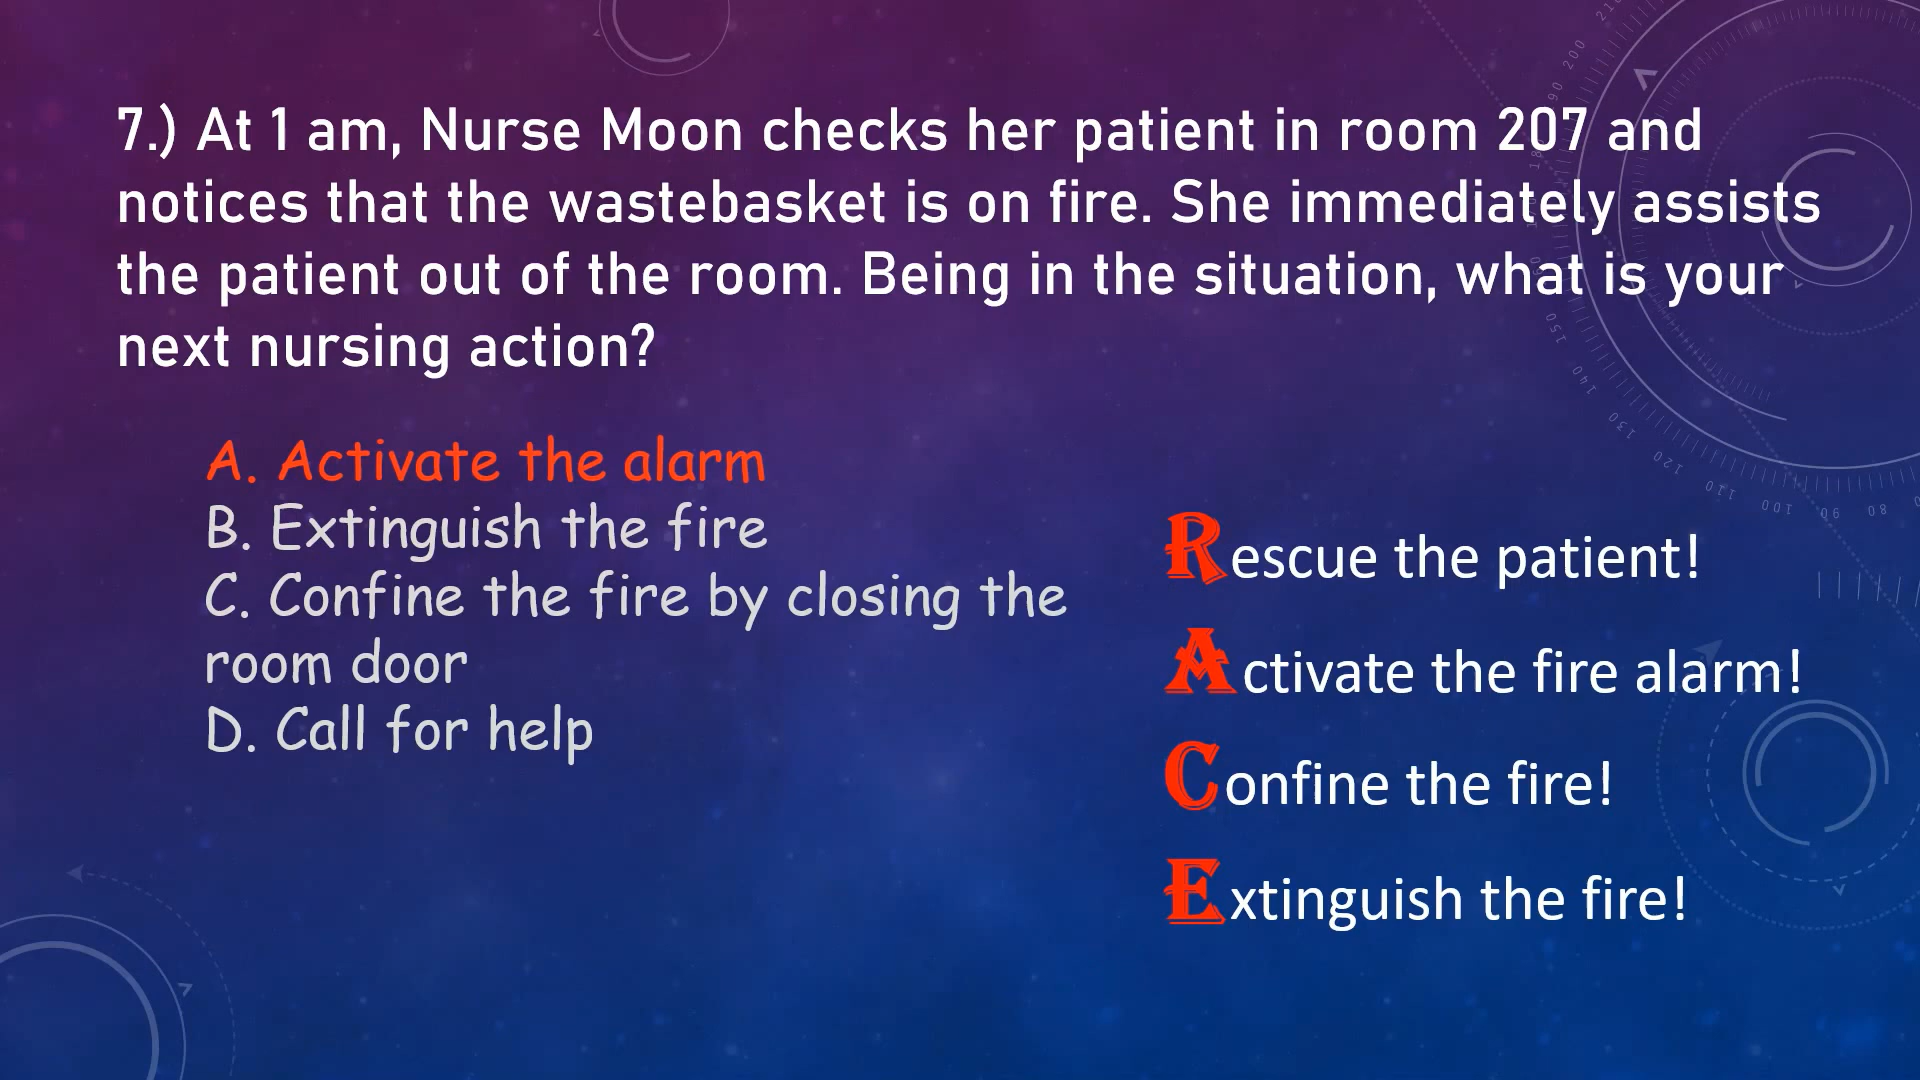 7.) At 1 am, Nurse Moon checks her patient in room 207 and
notices that the wastebasket is on fire. She immediately assists
the patient out of the room. Being in the situation, what is your
next nursing action?
A. Activate the alarm
B. Extinguish the fire
C. Confine the fire by closing the
room door
D. Call for help
Rescue the patient!
Activate the fire alarm!
Confine the fire!
Extinguish the fire!